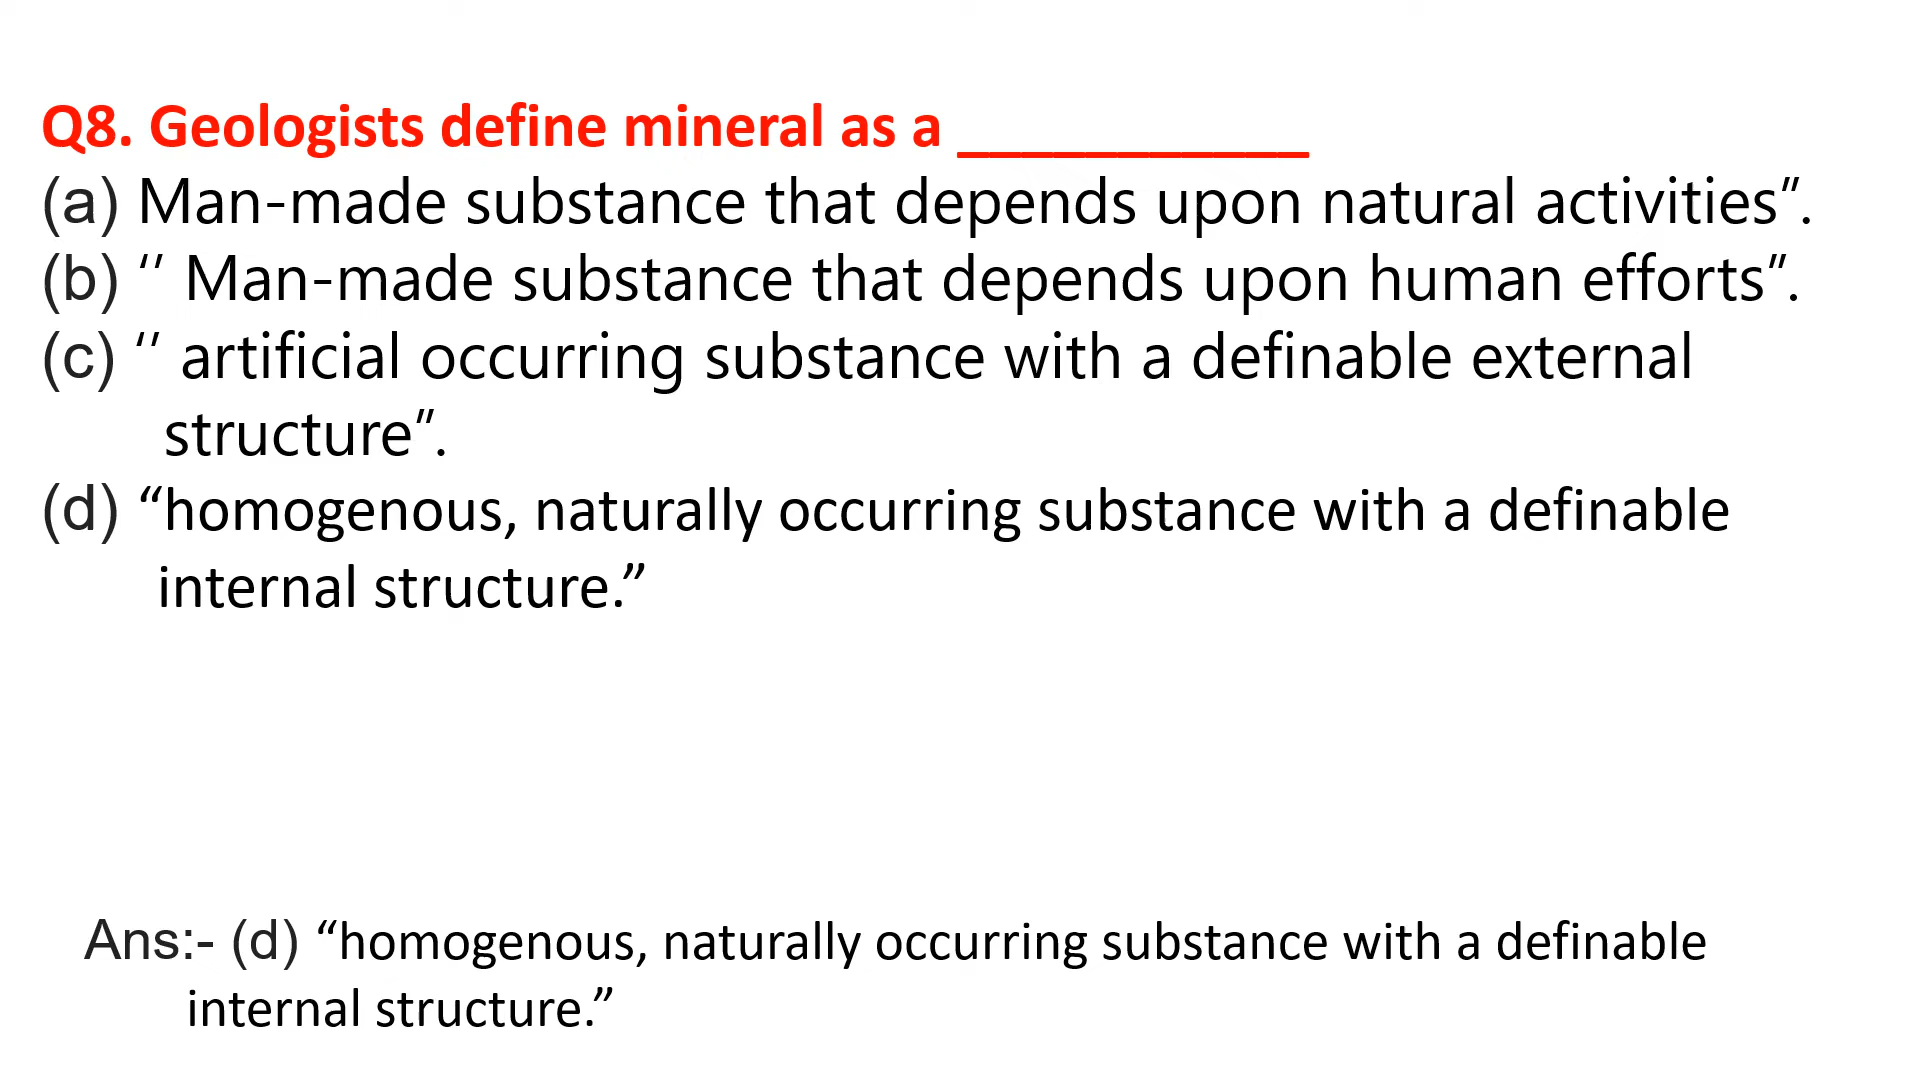 Q8. Geologists define mineral as a ___________
(a) Man-made substance that depends upon natural activities”.
(b) ‘’ Man-made substance that depends upon human efforts”.
(c) ‘’ artificial occurring substance with a definable external
structure”.
(d) “homogenous, naturally occurring substance with a definable
internal structure.”
Ans:- (d) “homogenous, naturally occurring substance with a definable
internal structure.”